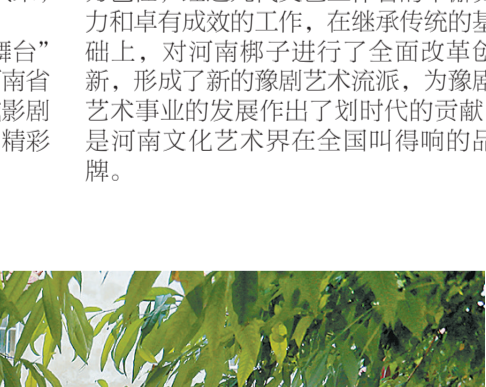 舞台”
南省
影剧
精彩
力和卓有成效的工作，在继承传统的基
础上，对河南梆子进行了全面改革创
新，形成了新的豫剧艺术流派，为豫剧
艺术事业的发展作出了划时代的贡献
是河南文化艺术界在全国叫得响的品
牌。